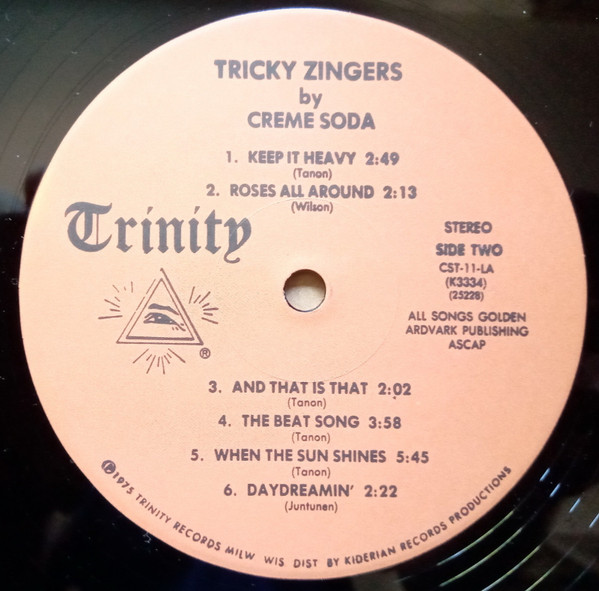 TRICKY ZINGERS
by
CREME SODA
1. KEEP IT HEAVY 2:49
(Tanon)
2. ROSES ALL AROUND 2:13
(Wilson)
Trinity
®
STEREO
SIDE TWO
CST-11-LA
(K3334)
(25228)
ALL SONGS GOLDEN
ARDVARK PUBLISHING
ASCAP
3. AND THAT IS THAT 2:02
(Tanon)
4. THE BEAT SONG 3:58
(Tanon)
5. WHEN THE SUN SHINES 5:45
(Tanon)
6. DAYDREAMIN' 2:22
(Juntunen)
℗1975 TRINITY RECORDS MILW WIS DIST BY KIDERIAN RECORDS PRODUCTIONS